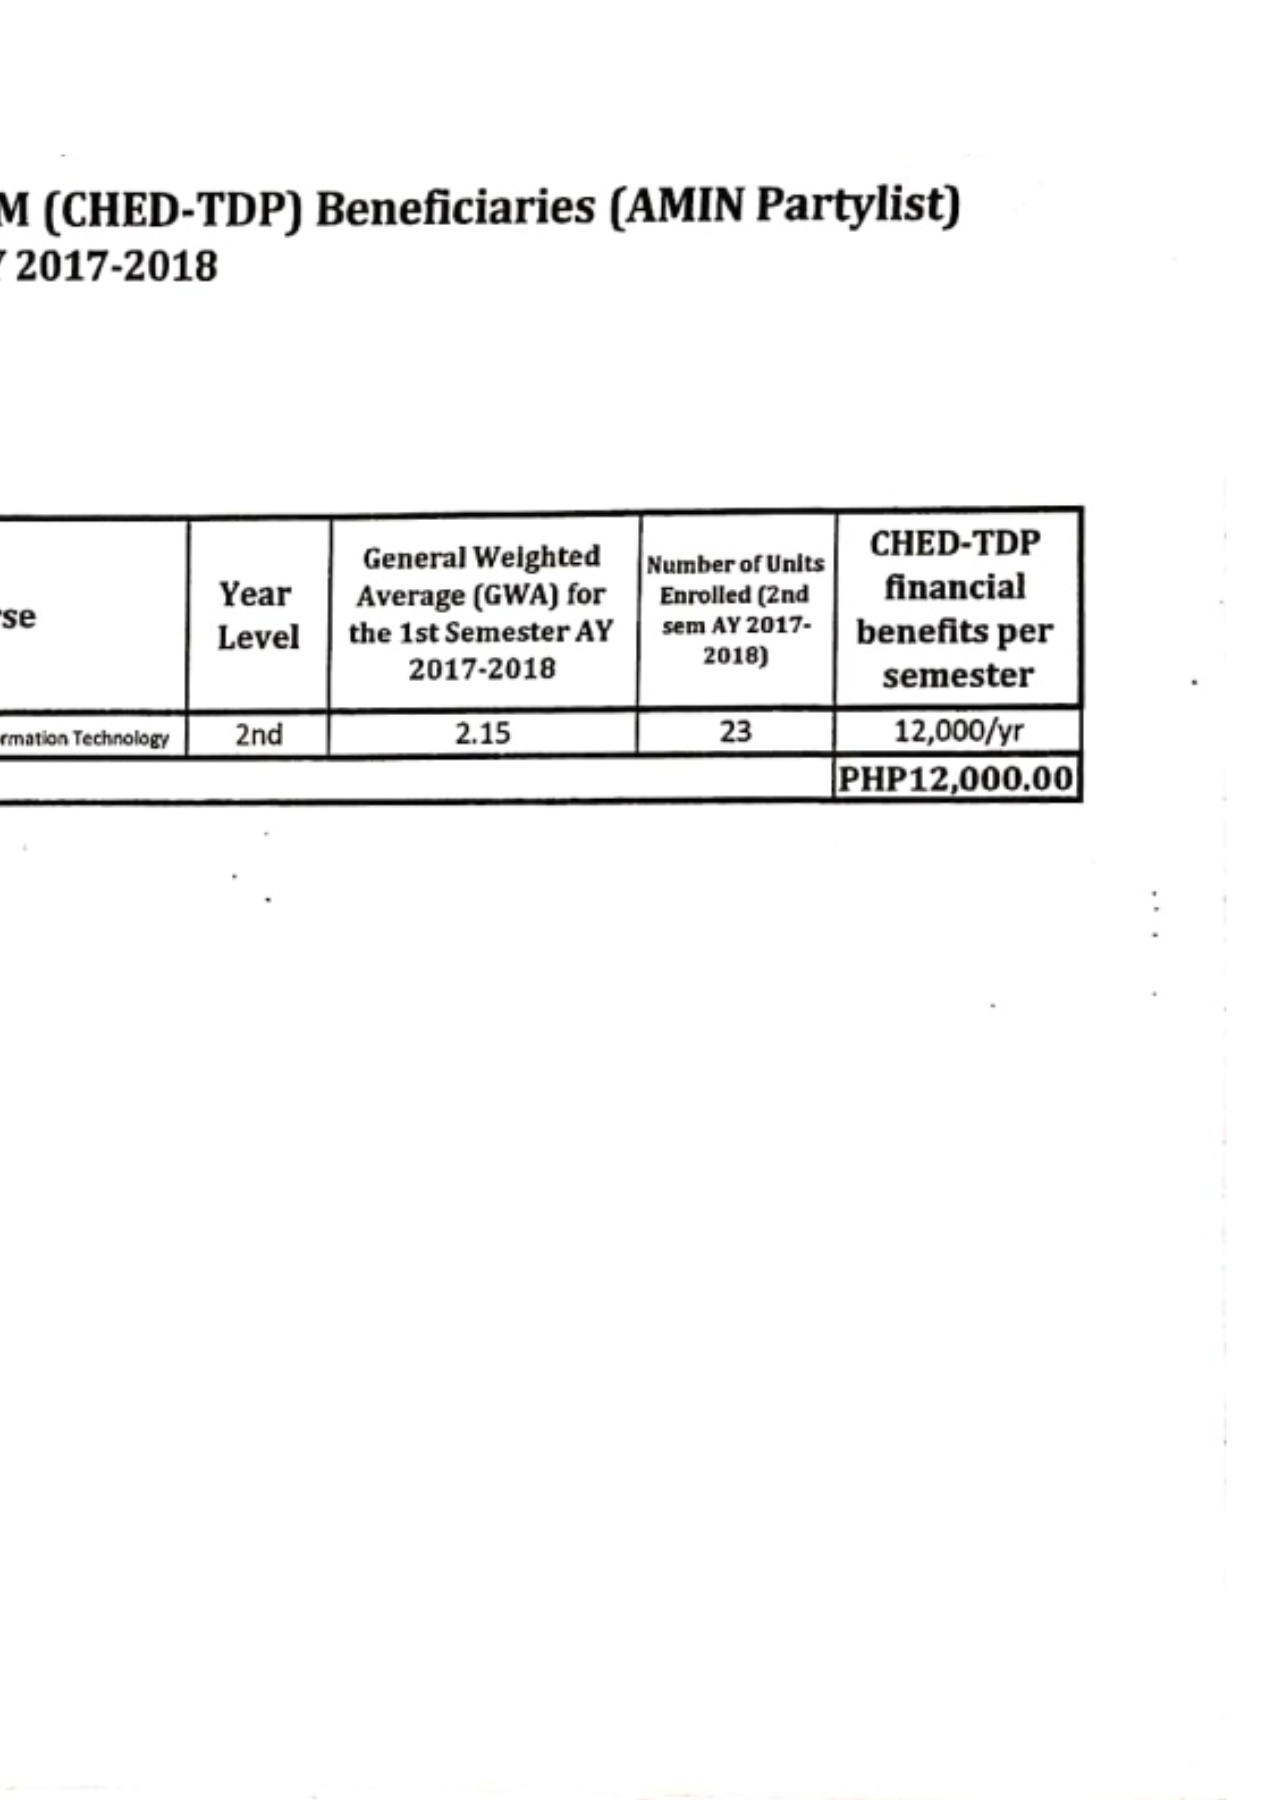 M (CHED-TDP) Beneficiaries (AMIN Partylist)
Y 2017-2018
rse
Year
Level
General Weighted
Average (GWA) for
the 1st Semester AY
2017-2018
Number of Units
Enrolled (2nd
sem AY 2017-
2018)
CHED-TDP
financial
benefits per
semester
rmation Technology
2nd
2.15
23
12,000/yr
PHP12,000.00